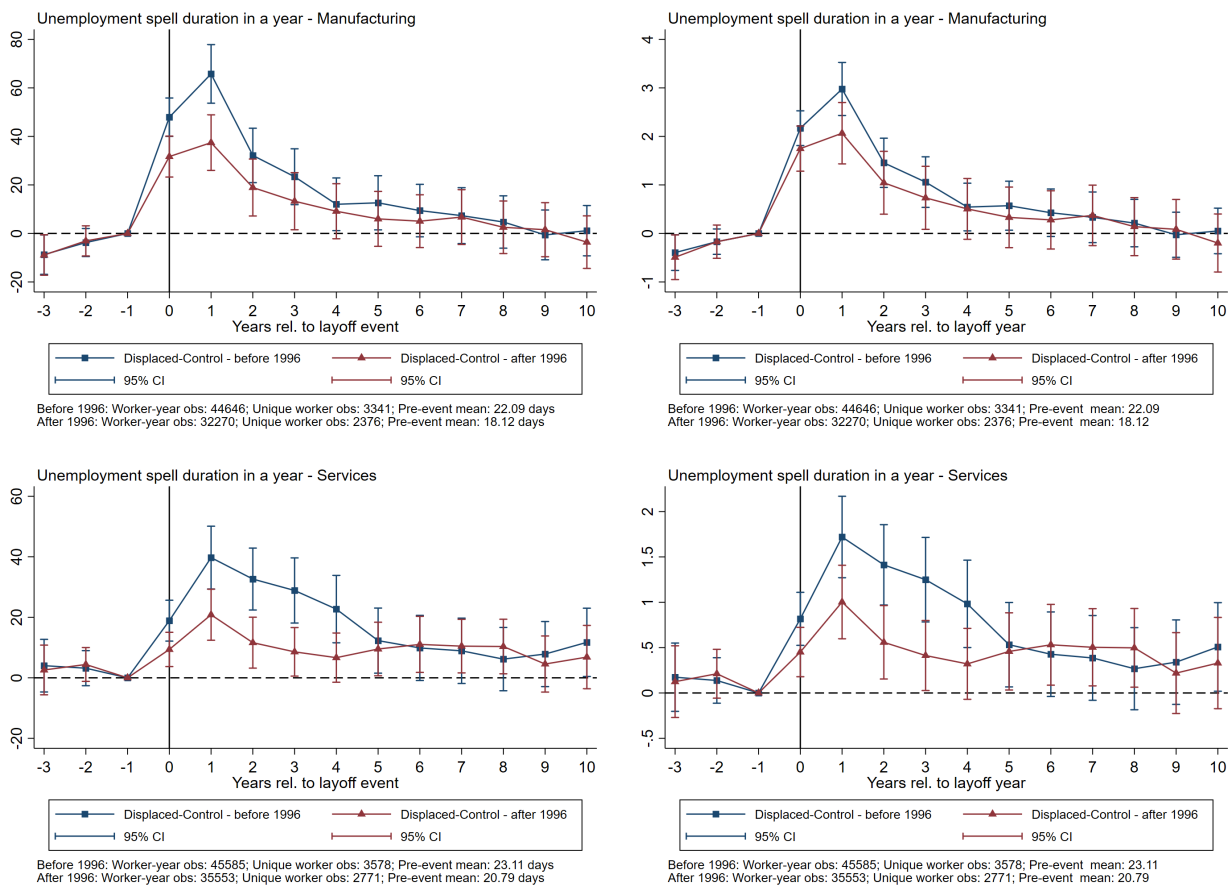 Unemployment spell duration in a year - Manufacturing
80
60
40
20
0
-20
-3 -2 -1 0 1 2 3 4 5 6 7 8 9 10
Years rel. to layoff event
Displaced-Control - before 1996 Displaced-Control - after 1996
95% CI 95% CI
Before 1996: Worker-year obs: 44646; Unique worker obs: 3341; Pre-event mean: 22.09 days
After 1996: Worker-year obs: 32270; Unique worker obs: 2376; Pre-event mean: 18.12 days
Unemployment spell duration in a year - Manufacturing
4
3
2
1
0
-1
-3 -2 -1 0 1 2 3 4 5 6 7 8 9 10
Years rel. to layoff year
Displaced-Control - before 1996 Displaced-Control - after 1996
95% CI 95% CI
Before 1996: Worker-year obs: 44646; Unique worker obs: 3341; Pre-event mean: 22.09
After 1996: Worker-year obs: 32270; Unique worker obs: 2376; Pre-event mean: 18.12
Unemployment spell duration in a year - Services
60
40
20
0
-20
-3 -2 -1 0 1 2 3 4 5 6 7 8 9 10
Years rel. to layoff event
Displaced-Control - before 1996 Displaced-Control - after 1996
95% CI 95% CI
Before 1996: Worker-year obs: 45585; Unique worker obs: 3578; Pre-event mean: 23.11 days
After 1996: Worker-year obs: 35553; Unique worker obs: 2771; Pre-event mean: 20.79 days
Unemployment spell duration in a year - Services
2
1.5
1
.5
0
-.5
-3 -2 -1 0 1 2 3 4 5 6 7 8 9 10
Years rel. to layoff year
Displaced-Control - before 1996 Displaced-Control - after 1996
95% CI 95% CI
Before 1996: Worker-year obs: 45585; Unique worker obs: 3578; Pre-event mean: 23.11
After 1996: Worker-year obs: 35553; Unique worker obs: 2771; Pre-event mean: 20.79